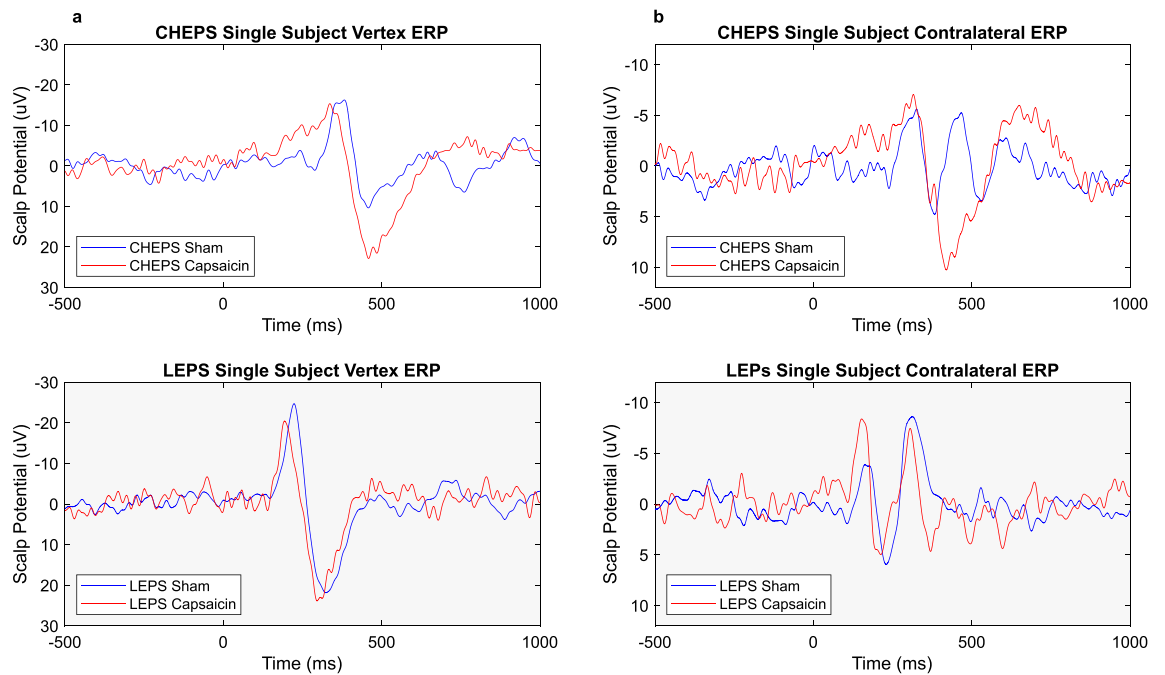 a
CHEPS Single Subject Vertex ERP
-30
-20
-10
0
10
20
30
Scalp Potential (uV)
CHEPS Sham
CHEPS Capsaicin
-500
0
500
1000
Time (ms)
b
CHEPS Single Subject Contralateral ERP
-10
-5
0
5
10
Scalp Potential (uV)
CHEPS Sham
CHEPS Capsaicin
-500
0
500
1000
Time (ms)
LEPS Single Subject Vertex ERP
-30
-20
-10
0
10
20
30
Scalp Potential (uV)
LEPS Sham
LEPS Capsaicin
-500
0
500
1000
Time (ms)
LEPs Single Subject Contralateral ERP
-10
-5
0
5
10
Scalp Potential (uV)
LEPS Sham
LEPS Capsaicin
-500
0
500
1000
Time (ms)